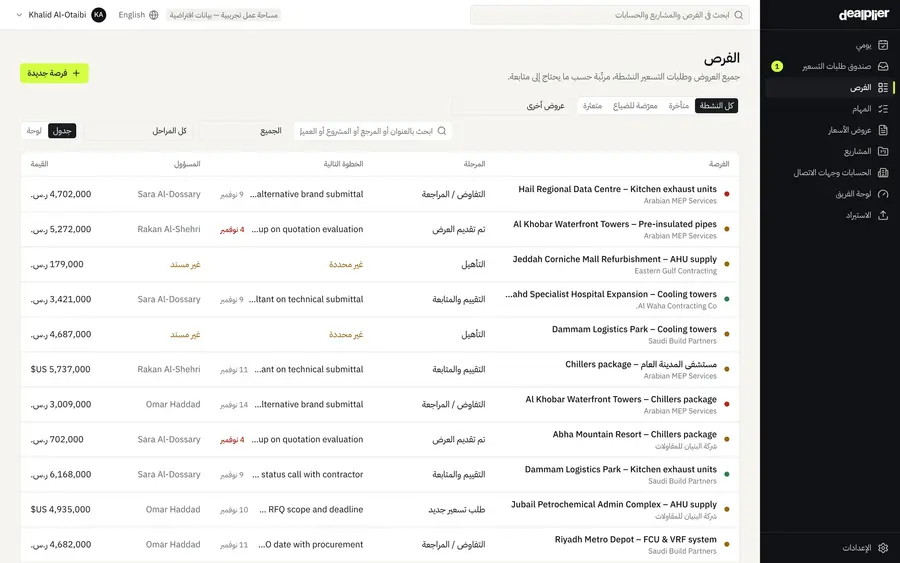 dealplier
ابحث في الفرص والمشاريع والحسابات
مساحة عمل تجريبية — بيانات افتراضية
English
KA Khalid Al-Otaibi
يومي
صندوق طلبات التسعير 1
الفرص
المهام
عروض الأسعار
المشاريع
الحسابات وجهات الاتصال
لوحة الفريق
الاستيراد
الإعدادات
الفرص
جميع العروض وطلبات التسعير النشطة، مرتّبة حسب ما يحتاج إلى متابعة.
+ فرصة جديدة
كل النشطة متأخرة معرّضة للضياع متعثرة عروض أخرى
ابحث بالعنوان أو المرجع أو المشروع أو العميل الجميع كل المراحل جدول لوحة
الفرصة المرحلة الخطوة التالية المسؤول القيمة
Hail Regional Data Centre – Kitchen exhaust units التفاوض / المراجعة ...alternative brand submittal 9 نوفمبر Sara Al-Dossary 4,702,000 ر.س.
Arabian MEP Services
Al Khobar Waterfront Towers – Pre-insulated pipes تم تقديم العرض ...up on quotation evaluation 4 نوفمبر Rakan Al-Shehri 5,272,000 ر.س.
Arabian MEP Services
Jeddah Corniche Mall Refurbishment – AHU supply التأهيل غير محددة غير مسند 179,000 ر.س.
Eastern Gulf Contracting
...ahd Specialist Hospital Expansion – Cooling towers التقييم والمتابعة ...ltant on technical submittal 9 نوفمبر Sara Al-Dossary 3,421,000 ر.س.
.Al Waha Contracting Co
Dammam Logistics Park – Cooling towers التأهيل غير محددة غير مسند 4,687,000 ر.س.
Saudi Build Partners
مستشفى المدينة العام – Chillers package التقييم والمتابعة ...ant on technical submittal 11 نوفمبر Rakan Al-Shehri $US 5,737,000
Arabian MEP Services
Al Khobar Waterfront Towers – Chillers package التفاوض / المراجعة ...lternative brand submittal 14 نوفمبر Omar Haddad 3,009,000 ر.س.
Arabian MEP Services
Abha Mountain Resort – Chillers package تم تقديم العرض ...up on quotation evaluation 4 نوفمبر Sara Al-Dossary 702,000 ر.س.
شركة البنيان للمقاولات
Dammam Logistics Park – Kitchen exhaust units التقييم والمتابعة ... status call with contractor 9 نوفمبر Sara Al-Dossary 6,168,000 ر.س.
Saudi Build Partners
Jubail Petrochemical Admin Complex – AHU supply طلب تسعير جديد ... RFQ scope and deadline 10 نوفمبر Omar Haddad $US 4,935,000
شركة البنيان للمقاولات
Riyadh Metro Depot – FCU & VRF system التفاوض / المراجعة ...O date with procurement 11 نوفمبر Omar Haddad 4,682,000 ر.س.
Saudi Build Partners